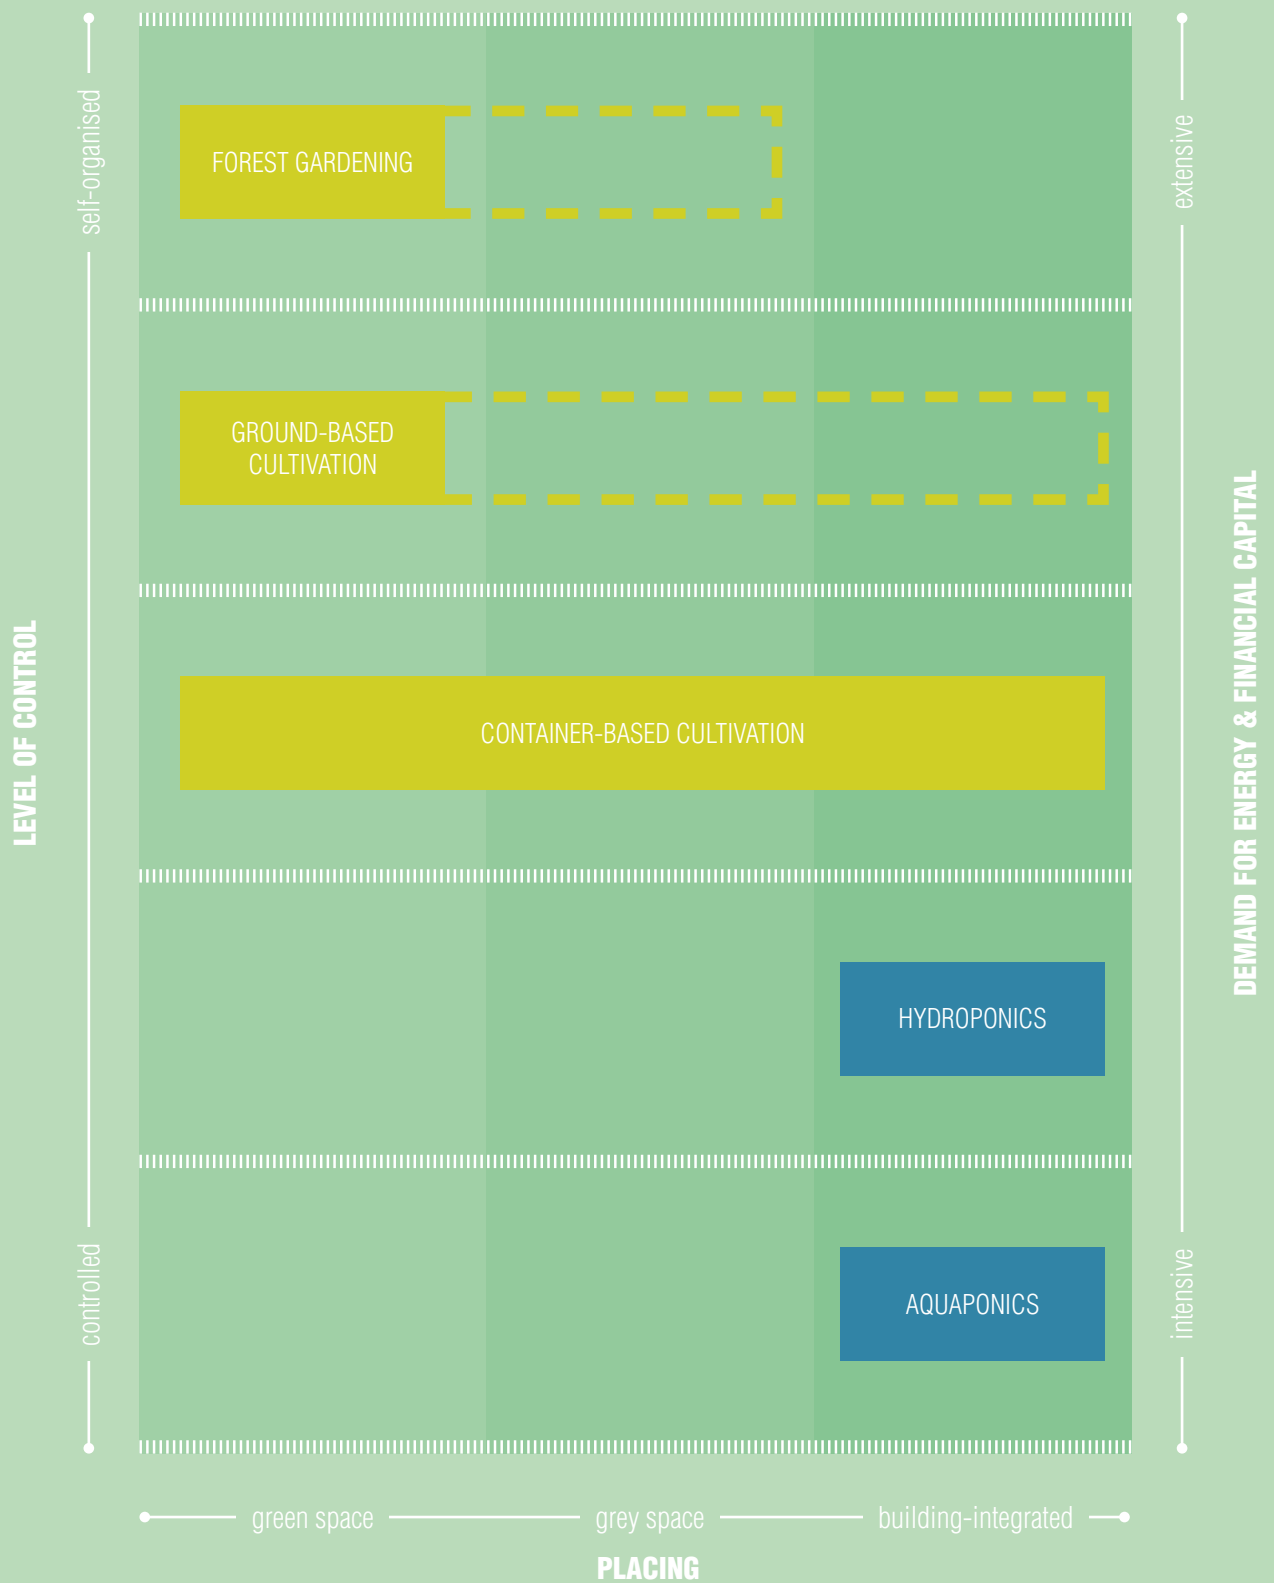 self-organised
extensive
FOREST GARDENING
GROUND-BASED
CULTIVATION
LEVEL OF CONTROL
DEMAND FOR ENERGY & FINANCIAL CAPITAL
CONTAINER-BASED CULTIVATION
HYDROPONICS
controlled
intensive
AQUAPONICS
green space
grey space
building-integrated
PLACING